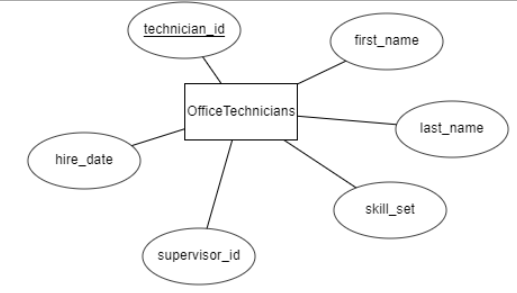 technician_id
first_name
OfficeTechnicians
last_name
hire_date
skill_set
supervisor_id